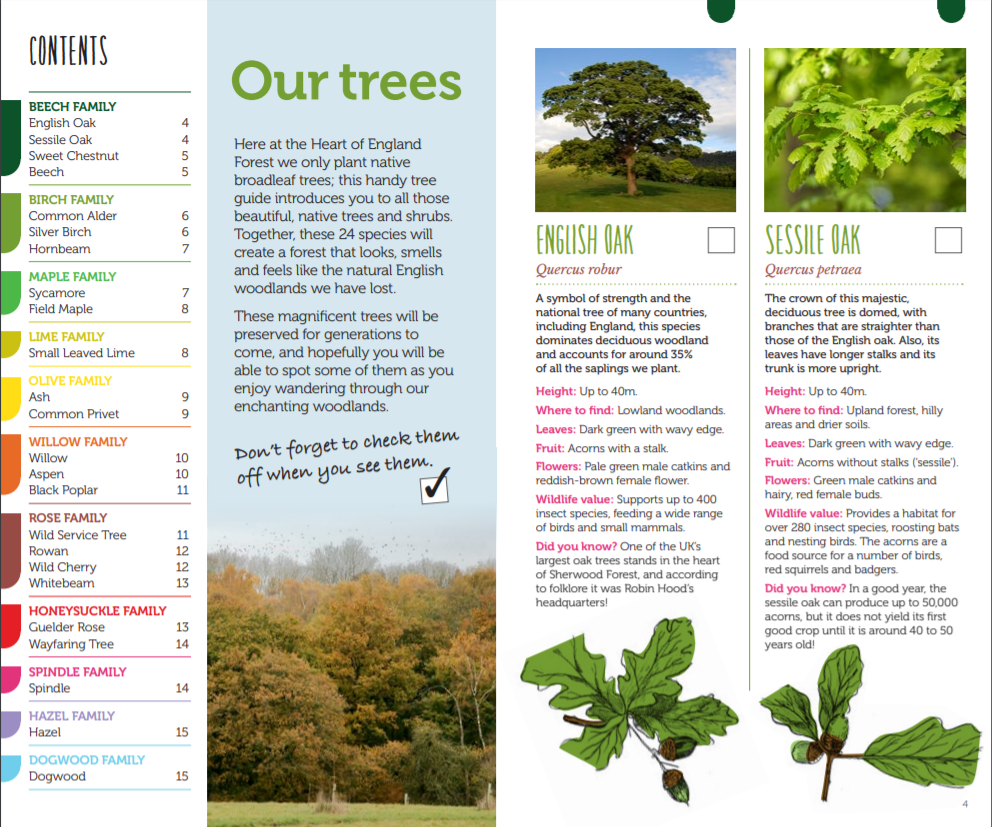 CONTENTS
BEECH FAMILY
English Oak 4
Sessile Oak 4
Sweet Chestnut 5
Beech 5
BIRCH FAMILY
Common Alder 6
Silver Birch 6
Hornbeam 7
MAPLE FAMILY
Sycamore 7
Field Maple 8
LIME FAMILY
Small Leaved Lime 8
OLIVE FAMILY
Ash 9
Common Privet 9
WILLOW FAMILY
Willow 10
Aspen 10
Black Poplar 11
ROSE FAMILY
Wild Service Tree 11
Rowan 12
Wild Cherry 12
Whitebeam 13
HONEYSUCKLE FAMILY
Guelder Rose 13
Wayfaring Tree 14
SPINDLE FAMILY
Spindle 14
HAZEL FAMILY
Hazel 15
DOGWOOD FAMILY
Dogwood 15
Our trees
Here at the Heart of England
Forest we only plant native
broadleaf trees; this handy tree
guide introduces you to all those
beautiful, native trees and shrubs.
Together, these 24 species will
create a forest that looks, smells
and feels like the natural English
woodlands we have lost.
These magnificent trees will be
preserved for generations to
come, and hopefully you will be
able to spot some of them as you
enjoy wandering through our
enchanting woodlands.
Don't forget to check them
off when you see them.
ENGLISH OAK
Quercus robur
A symbol of strength and the
national tree of many countries,
including England, this species
dominates deciduous woodland
and accounts for around 35%
of all the saplings we plant.
Height: Up to 40m.
Where to find: Lowland woodlands.
Leaves: Dark green with wavy edge.
Fruit: Acorns with a stalk.
Flowers: Pale green male catkins and
reddish-brown female flower.
Wildlife value: Supports up to 400
insect species, feeding a wide range
of birds and small mammals.
Did you know? One of the UK's
largest oak trees stands in the heart
of Sherwood Forest, and according
to folklore it was Robin Hood's
headquarters!
SESSILE OAK
Quercus petraea
The crown of this majestic,
deciduous tree is domed, with
branches that are straighter than
those of the English oak. Also, its
leaves have longer stalks and its
trunk is more upright.
Height: Up to 40m.
Where to find: Upland forest, hilly
areas and drier soils.
Leaves: Dark green with wavy edge.
Fruit: Acorns without stalks ('sessile').
Flowers: Green male catkins and
hairy, red female buds.
Wildlife value: Provides a habitat for
over 280 insect species, roosting bats
and nesting birds. The acorns are a
food source for a number of birds,
red squirrels and badgers.
Did you know? In a good year, the
sessile oak can produce up to 50,000
acorns, but it does not yield its first
good crop until it is around 40 to 50
years old!
4